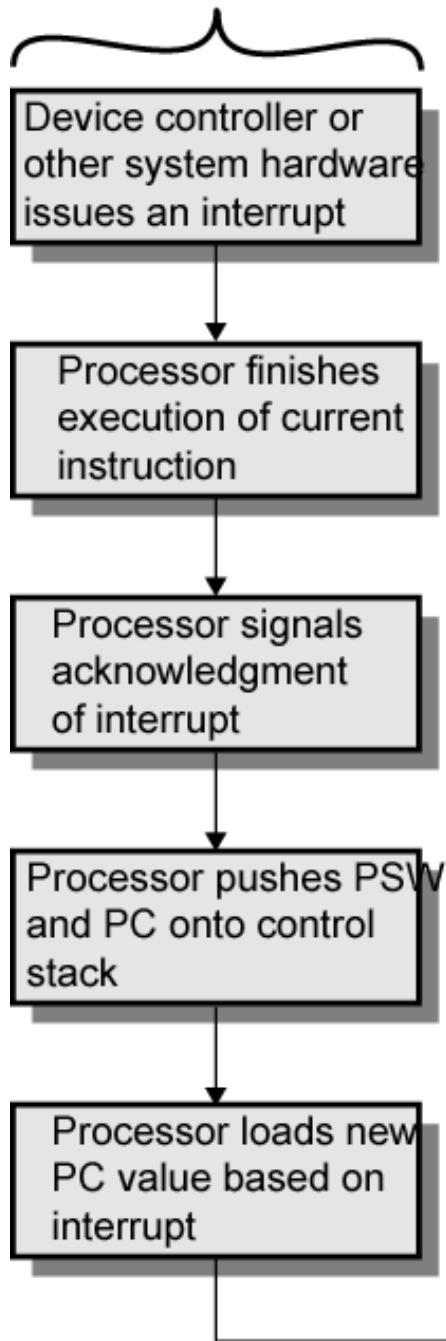 Device controller or
other system hardware
issues an interrupt
Processor finishes
execution of current
instruction
Processor signals
acknowledgment
of interrupt
Processor pushes PSW
and PC onto control
stack
Processor loads new
PC value based on
interrupt